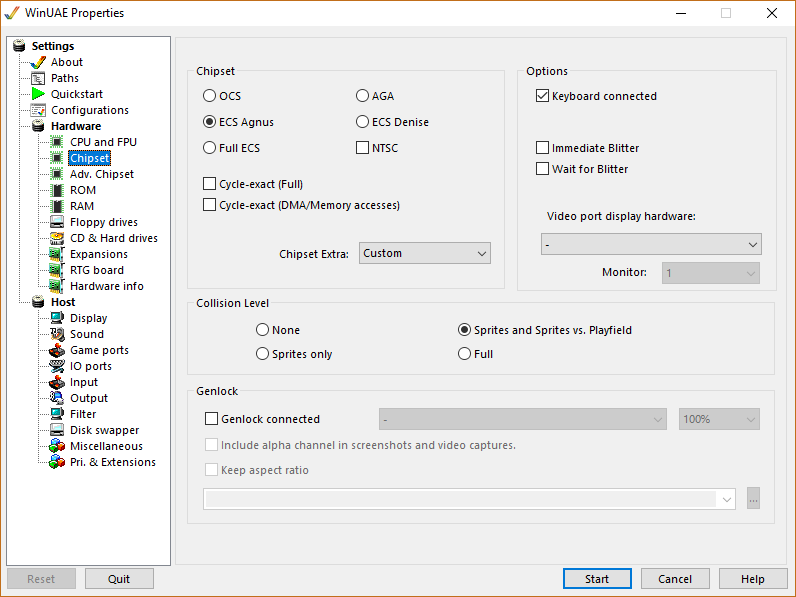 WinUAE Properties
Settings
About
Paths
Quickstart
Configurations
Hardware
CPU and FPU
Chipset
Adv. Chipset
ROM
RAM
Floppy drives
CD & Hard drives
Expansions
RTG board
Hardware info
Host
Display
Sound
Game ports
IO ports
Input
Output
Filter
Disk swapper
Miscellaneous
Pri. & Extensions
Chipset
OCS AGA
ECS Agnus ECS Denise
Full ECS NTSC
Cycle-exact (Full)
Cycle-exact (DMA/Memory accesses)
Chipset Extra: Custom
Options
Keyboard connected
Immediate Blitter
Wait for Blitter
Video port display hardware:
-
Monitor: 1
Collision Level
None Sprites and Sprites vs. Playfield
Sprites only Full
Genlock
Genlock connected - 100%
Include alpha channel in screenshots and video captures.
Keep aspect ratio
...
Reset Quit Start Cancel Help